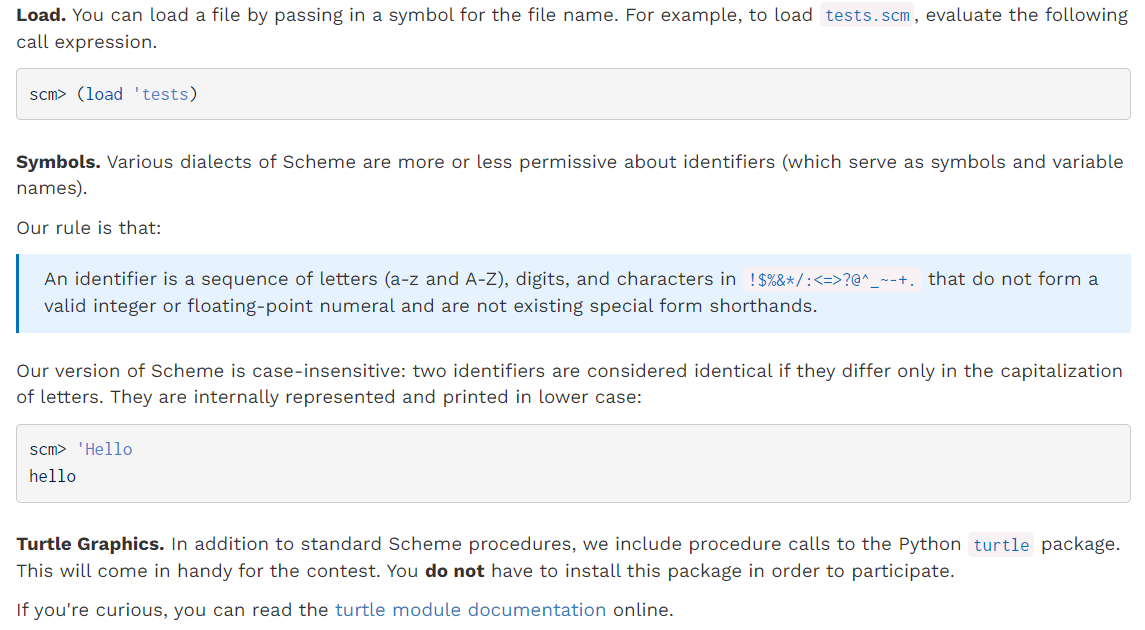 Load. You can load a file by passing in a symbol for the file name. For example, to load tests.scm, evaluate the following
call expression.
scm> (load 'tests)
Symbols. Various dialects of Scheme are more or less permissive about identifiers (which serve as symbols and variable
names).
Our rule is that:
An identifier is a sequence of letters (a-z and A-Z), digits, and characters in !$%&*/:<=>?@^_~-+. that do not form a
valid integer or floating-point numeral and are not existing special form shorthands.
Our version of Scheme is case-insensitive: two identifiers are considered identical if they differ only in the capitalization
of letters. They are internally represented and printed in lower case:
scm> 'Hello
hello
Turtle Graphics. In addition to standard Scheme procedures, we include procedure calls to the Python turtle package.
This will come in handy for the contest. You do not have to install this package in order to participate.
If you're curious, you can read the turtle module documentation online.